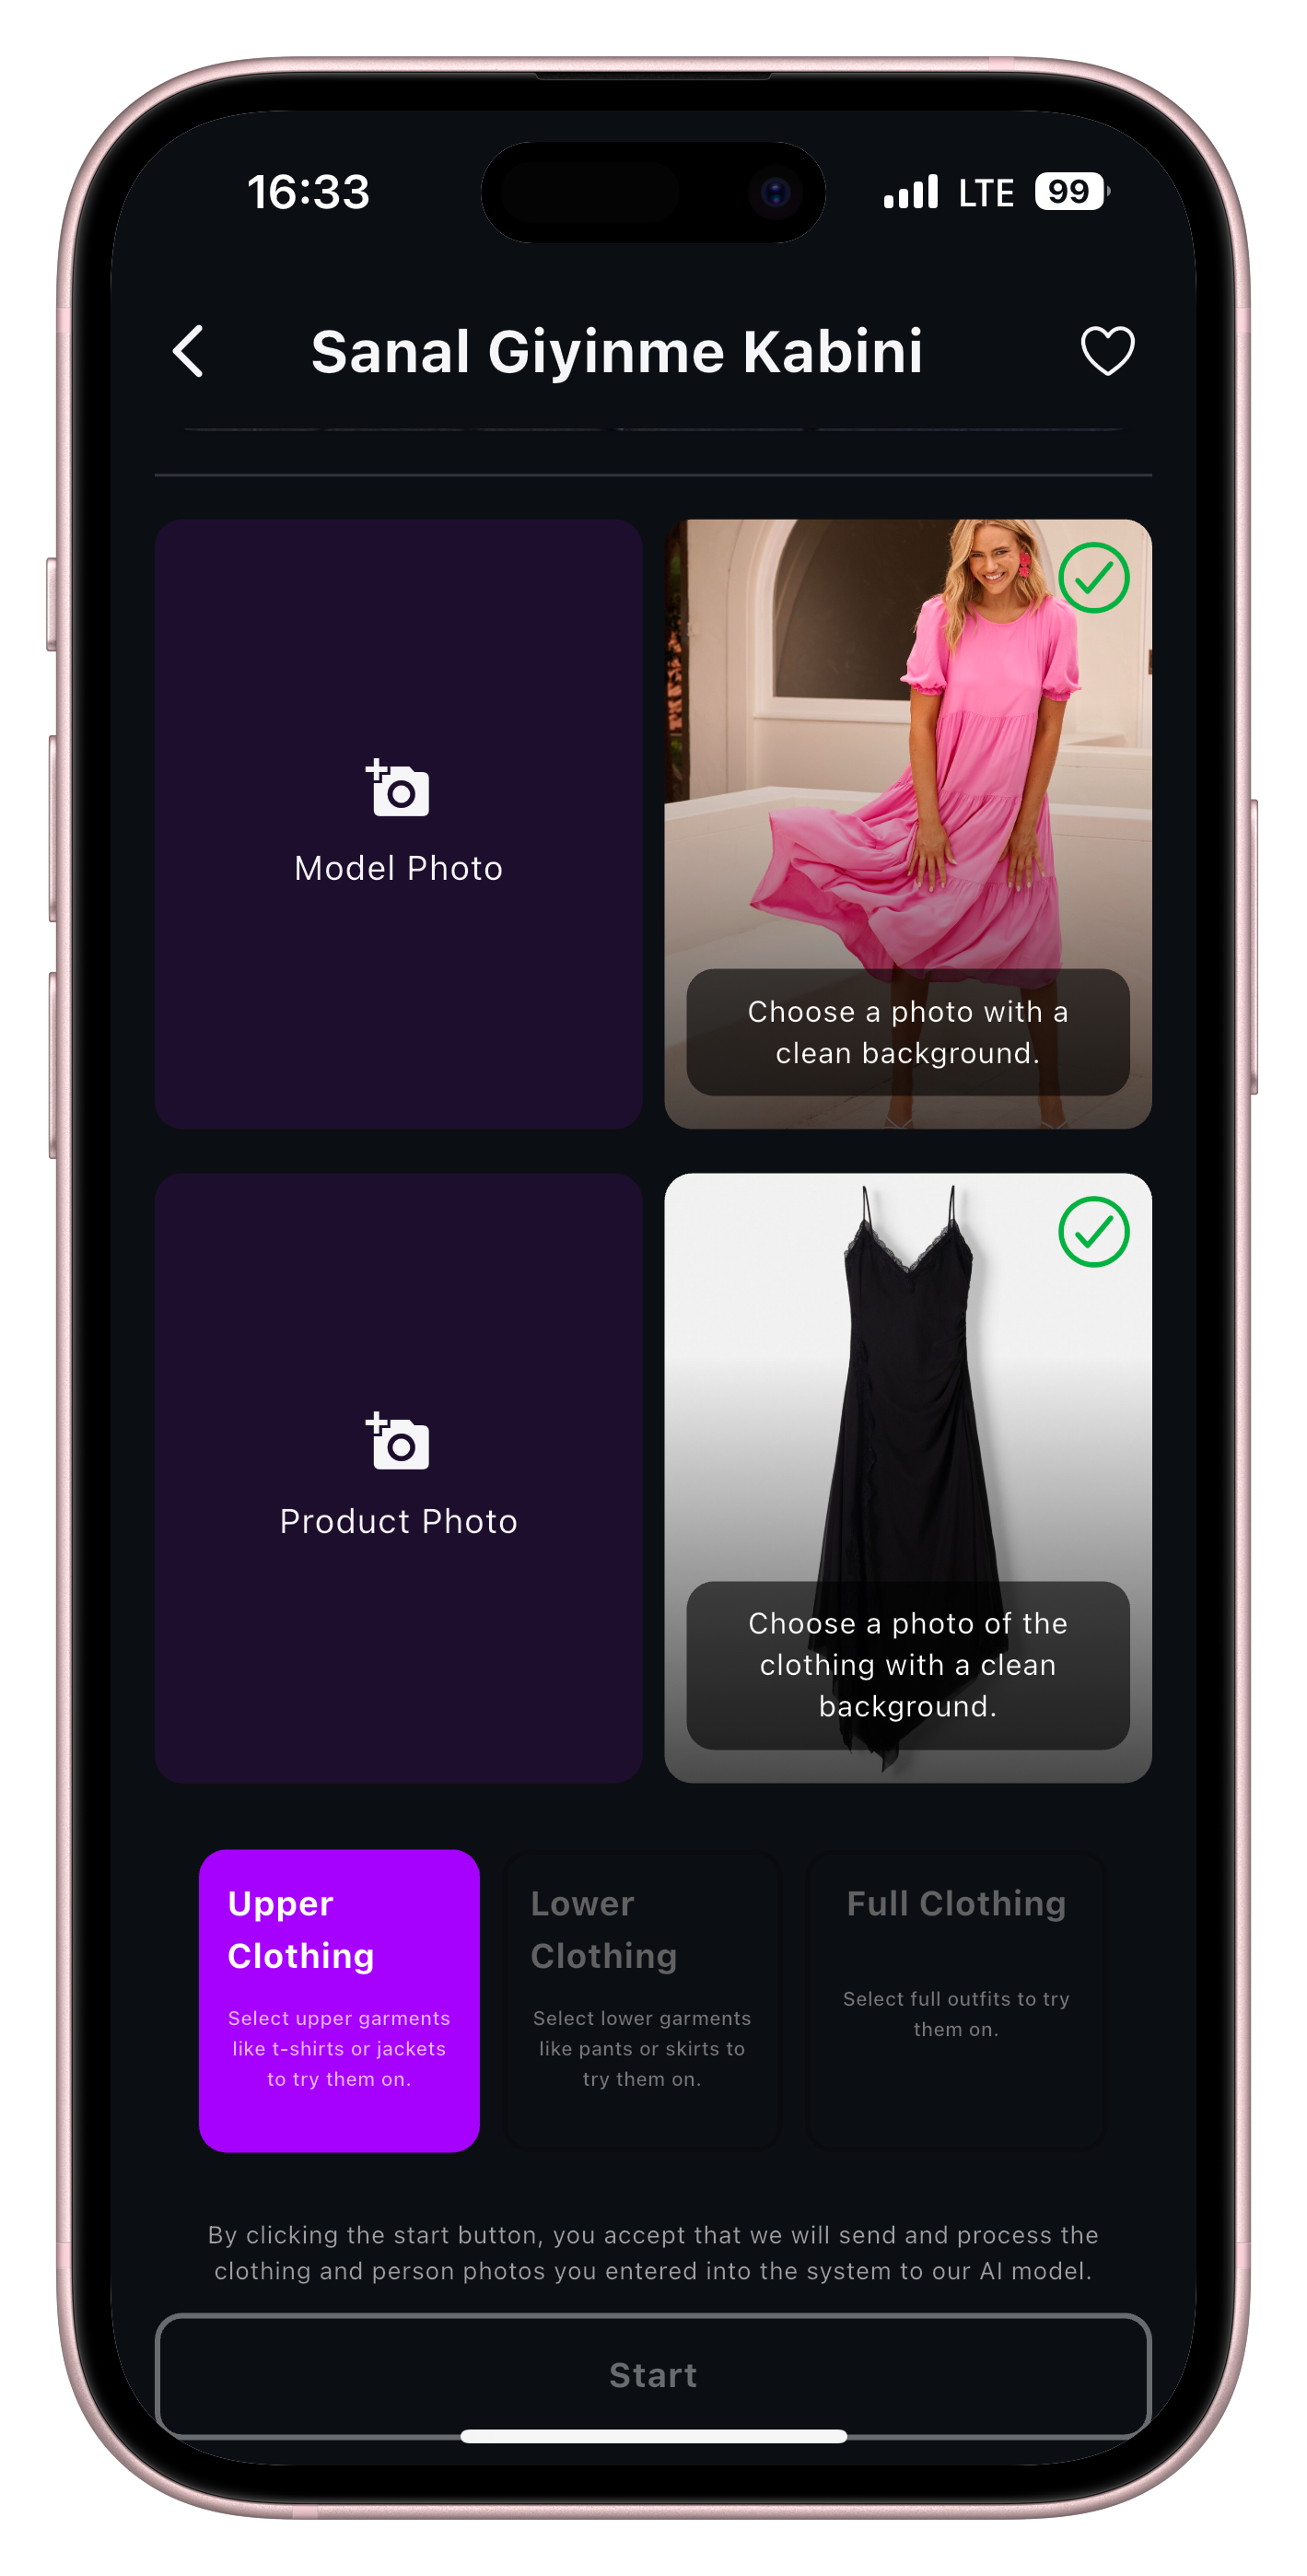 16:33
LTE 99
Sanal Giyinme Kabini
Model Photo
Choose a photo with a
clean background.
Product Photo
Choose a photo of the
clothing with a clean
background.
Upper
Clothing
Select upper garments
like t-shirts or jackets
to try them on.
Lower
Clothing
Select lower garments
like pants or skirts to
try them on.
Full Clothing
Select full outfits to try
them on.
By clicking the start button, you accept that we will send and process the
clothing and person photos you entered into the system to our AI model.
Start